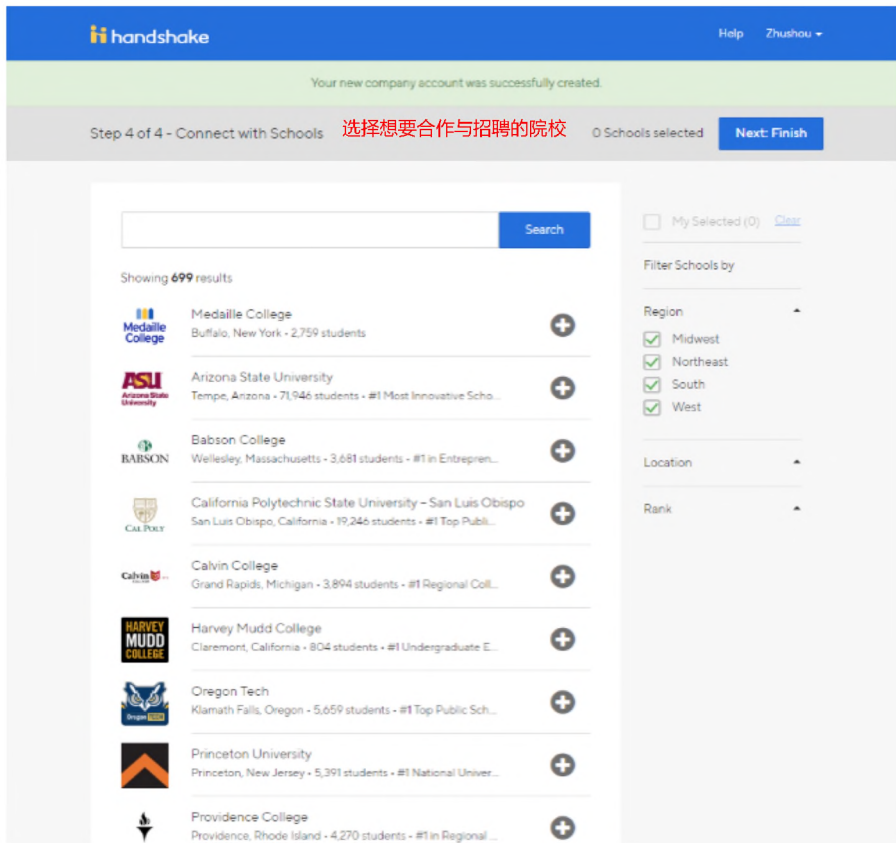 handshake
Help Zhushou
Your new company account was successfully created.
Step 4 of 4 - Connect with Schools 选择想要合作与招聘的院校 0 Schools selected Next: Finish
Search
My Selected (0) Clear
Showing 699 results
Filter Schools by
Region
Midwest
Northeast
South
West
Location
Rank
Medaille College
Medaille College
Buffalo, New York • 2,759 students
ASU Arizona State University
Arizona State University
Tempe, Arizona • 71,946 students • #1 Most Innovative Scho...
BABSON
Babson College
Wellesley, Massachusetts • 3,681 students • #1 in Entrepren...
CAL POLY
California Polytechnic State University – San Luis Obispo
San Luis Obispo, California • 19,246 students • #1 Top Publi...
Calvin
Calvin College
Grand Rapids, Michigan • 3,894 students • #1 Regional Coll...
HARVEY MUDD COLLEGE
Harvey Mudd College
Claremont, California • 804 students • #1 Undergraduate E...
Oregon TECH
Oregon Tech
Klamath Falls, Oregon • 5,659 students • #1 Top Public Sch...
Princeton University
Princeton, New Jersey • 5,391 students • #1 National Univer...
Providence College
Providence, Rhode Island • 4,270 students • #1 in Regional ...